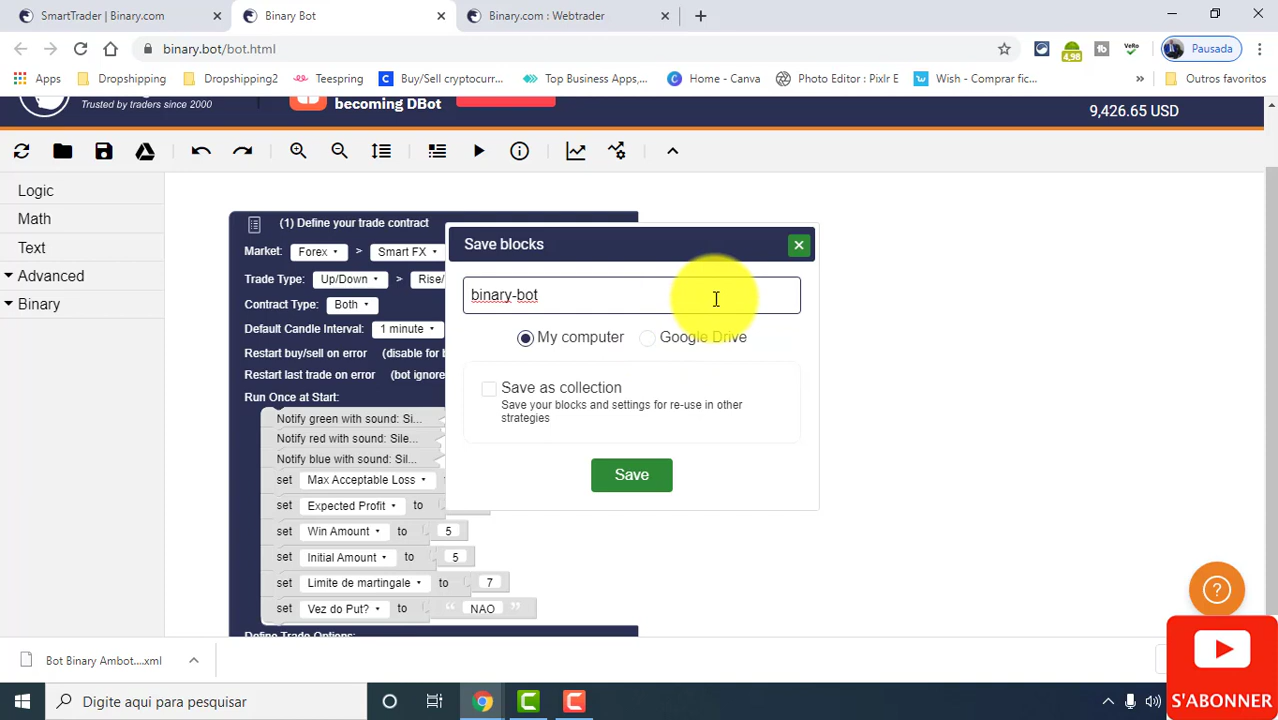 SmartTrader | Binary.com
Binary Bot
Binary.com : Webtrader
binary.bot/bot.html
4,98
VeRo
Pausada
Apps
Dropshipping
Dropshipping2
Teespring
Buy/Sell cryptocurr...
Top Business Apps,...
Home - Canva
Photo Editor : Pixlr E
Wish - Comprar fic...
»
Outros favoritos
Trusted by traders since 2000
becoming DBot
9,426.65 USD
Logic
Math
Text
Advanced
Binary
(1) Define your trade contract
Market: Forex > Smart FX
Trade Type: Up/Down > Rise/
Contract Type: Both
Default Candle Interval: 1 minute
Restart buy/sell on error (disable for b
Restart last trade on error (bot ignore
Run Once at Start:
Notify green with sound: Si...
Notify red with sound: Sile...
Notify blue with sound: Sil...
set Max Acceptable Loss
set Expected Profit to
set Win Amount to 5
set Initial Amount to 5
set Limite de martingale to 7
set Vez do Put? to “ NAO ”
Define Trade Options:
Save blocks
binary-bot
My computer
Google Drive
Save as collection
Save your blocks and settings for re-use in other
strategies
Save
?
Bot Binary Ambot....xml
S'ABONNER
Digite aqui para pesquisar